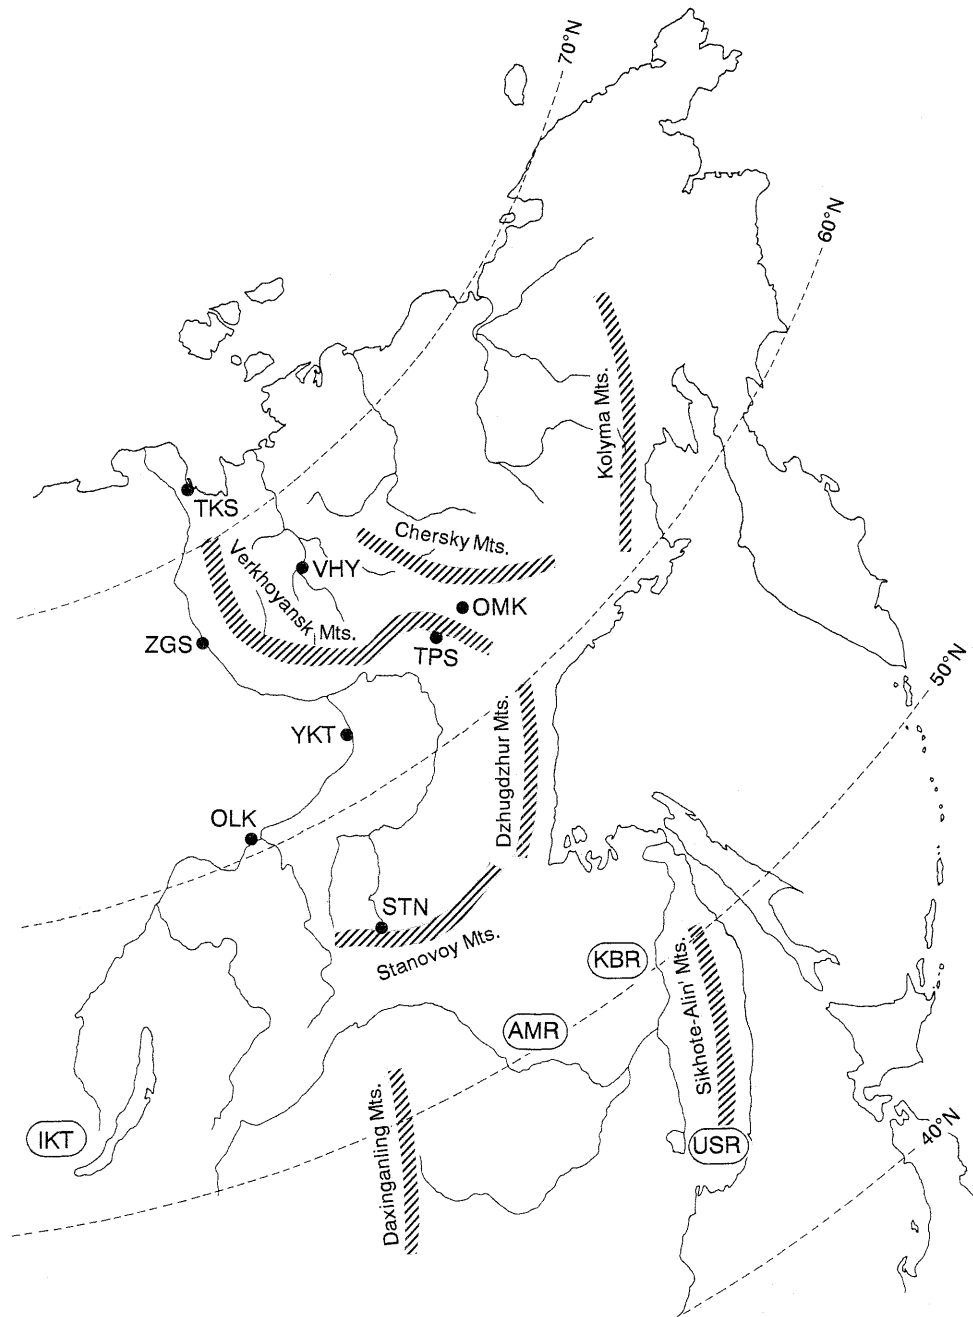 70°N
60°N
Kolyma Mts.
TKS
Chersky Mts.
Verkhoyansk Mts.
VHY
OMK
ZGS
TPS
50°N
YKT
Dzhugdzhur Mts.
OLK
STN
Stanovoy Mts.
KBR
Sikhote-Alin' Mts.
AMR
Daxinganling Mts.
IKT
USR
40°N